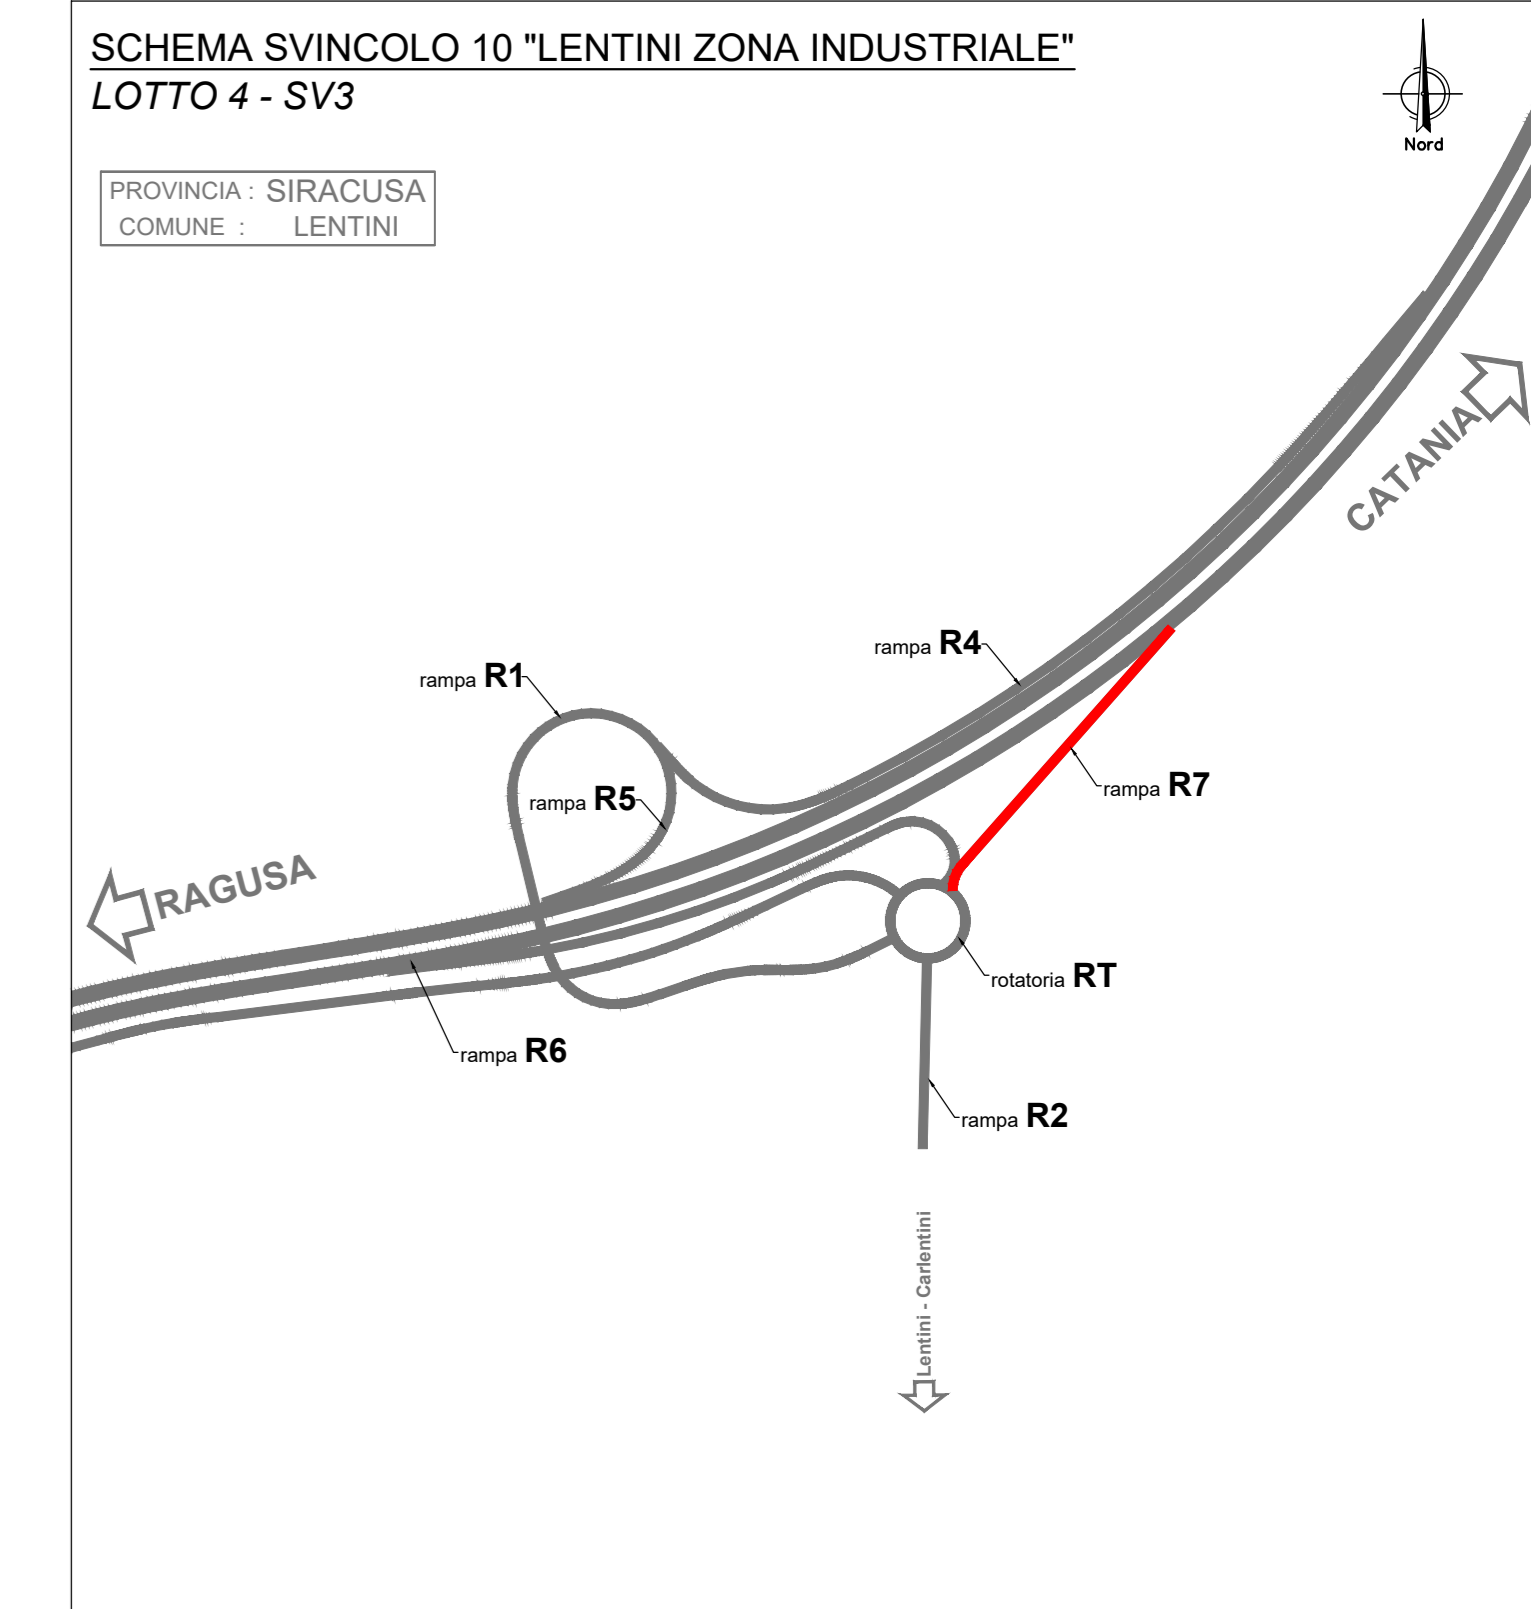 SCHEMA SVINCOLO 10 "LENTINI ZONA INDUSTRIALE"
LOTTO 4 - SV3
Nord
PROVINCIA : SIRACUSA
COMUNE : LENTINI
CATANIA
rampa R4
rampa R1
rampa R7
rampa R5
RAGUSA
rotatoria RT
rampa R6
rampa R2
Lentini - Carlentini